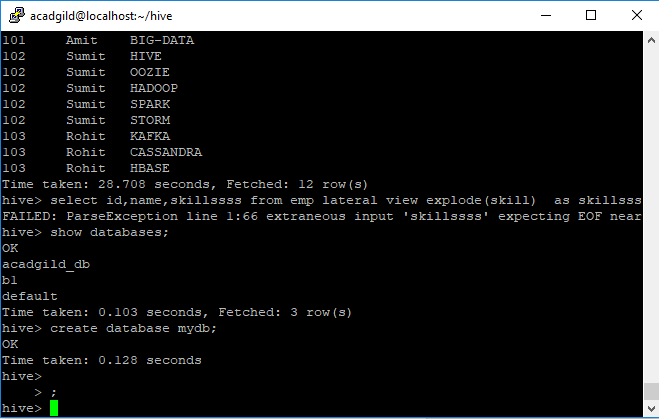 acadgild@localhost:~/hive
101 Amit BIG-DATA
102 Sumit HIVE
102 Sumit OOZIE
102 Sumit HADOOP
102 Sumit SPARK
102 Sumit STORM
103 Rohit KAFKA
103 Rohit CASSANDRA
103 Rohit HBASE
Time taken: 28.708 seconds, Fetched: 12 row(s)
hive> select id,name,skillssss from emp lateral view explode(skill)  as skillsss
FAILED: ParseException line 1:66 extraneous input 'skillssss' expecting EOF near
hive> show databases;
OK
acadgild_db
b1
default
Time taken: 0.103 seconds, Fetched: 3 row(s)
hive> create database mydb;
OK
Time taken: 0.128 seconds
hive>
    > ;
hive>